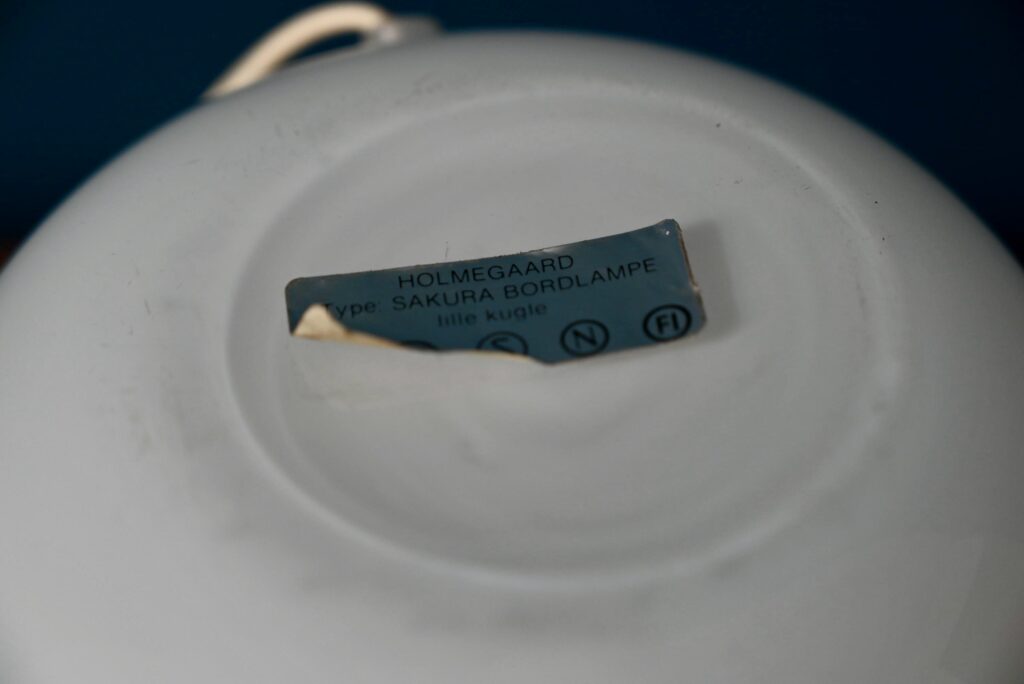 HOLMEGAARD
Type: SAKURA BORDLAMPE
lille kugle
S N FI